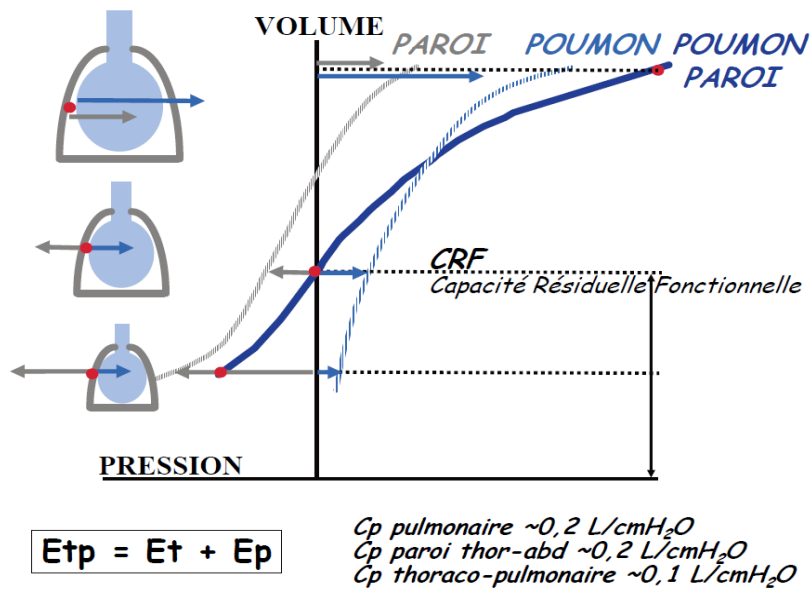 VOLUME
PAROI
POUMON
POUMON
PAROI
CRF
Capacité Résiduelle Fonctionnelle
PRESSION
Etp = Et + Ep
Cp pulmonaire ~0,2 L/cmH₂O
Cp paroi thor-abd ~0,2 L/cmH₂O
Cp thoraco-pulmonaire ~0,1 L/cmH₂O